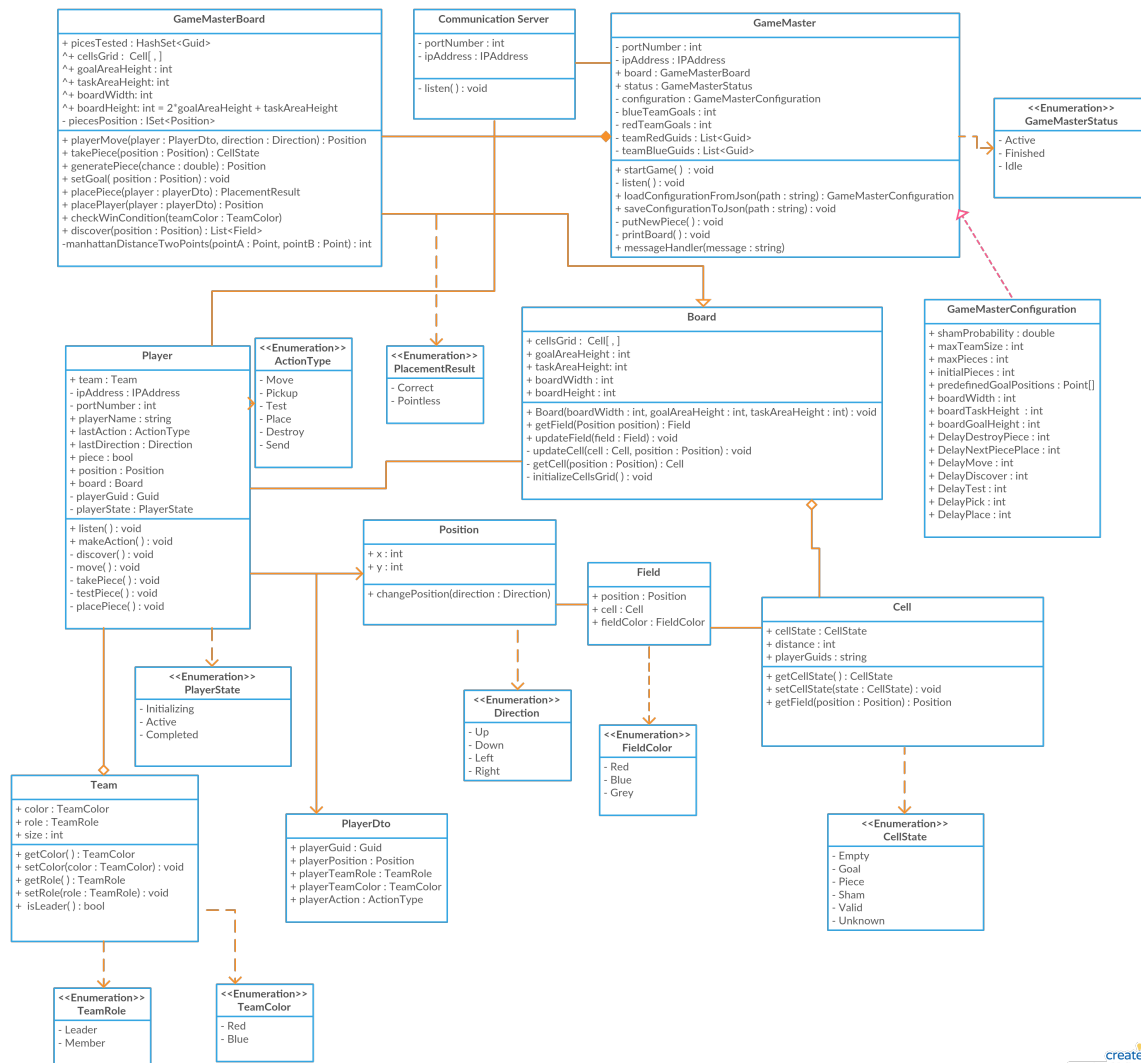 GameMasterBoard
+ picesTested : HashSet<Guid>
^+ cellsGrid :  Cell[ , ]
^+ goalAreaHeight : int
^+ taskAreaHeight: int
^+ boardWidth: int
^+ boardHeight: int = 2*goalAreaHeight + taskAreaHeight
- piecesPosition : ISet<Position>
+ playerMove(player : PlayerDto, direction : Direction) : Position
+ takePiece(position : Position) : CellState
+ generatePiece(chance : double) : Position
+ setGoal( position : Position) : void
+ placePiece(player : playerDto) : PlacementResult
+ placePlayer(player : playerDto) : Position
+ checkWinCondition(teamColor : TeamColor)
+ discover(position : Position) : List<Field>
-manhattanDistanceTwoPoints(pointA : Point, pointB : Point) : int
Communication Server
- portNumber : int
- ipAddress : IPAddress
- listen( ) : void
GameMaster
- portNumber : int
- ipAddress : IPAddress
+ board : GameMasterBoard
+ status : GameMasterStatus
- configuration : GameMasterConfiguration
- blueTeamGoals : int
- redTeamGoals : int
- teamRedGuids : List<Guid>
- teamBlueGuids : List<Guid>
+ startGame( ) : void
- listen( ) : void
+ loadConfigurationFromJson(path : string) : GameMasterConfiguration
+ saveConfigurationToJson(path : string) : void
- putNewPiece( ) : void
- printBoard( ) : void
+ messageHandler(message : string)
<<Enumeration>>
GameMasterStatus
- Active
- Finished
- Idle
GameMasterConfiguration
+ shamProbability : double
+ maxTeamSize : int
+ maxPieces : int
+ initialPieces : int
+ predefinedGoalPositions : Point[]
+ boardWidth : int
+ boardTaskHeight  : int
+ boardGoalHeight : int
+ DelayDestroyPiece : int
+ DelayNextPiecePlace : int
+ DelayMove : int
+ DelayDiscover : int
+ DelayTest : int
+ DelayPick : int
+ DelayPlace : int
Board
+ cellsGrid :  Cell[ , ]
+ goalAreaHeight : int
+ taskAreaHeight: int
+ boardWidth : int
+ boardHeight : int
+ Board(boardWidth : int, goalAreaHeight : int, taskAreaHeight : int) : void
+ getField(Position position) : Field
+ updateField(field : Field) : void
- updateCell(cell : Cell, position : Position) : void
- getCell(position : Position) : Cell
- initializeCellsGrid( ) : void
<<Enumeration>>
PlacementResult
- Correct
- Pointless
<<Enumeration>>
ActionType
- Move
- Pickup
- Test
- Place
- Destroy
- Send
Player
+ team : Team
- ipAddress : IPAddress
- portNumber : int
+ playerName : string
+ lastAction : ActionType
+ lastDirection : Direction
+ piece : bool
+ position : Position
+ board : Board
- playerGuid : Guid
- playerState : PlayerState
+ listen( ) : void
+ makeAction( ) : void
- discover( ) : void
- move( ) : void
- takePiece( ) : void
- testPiece( ) : void
- placePiece( ) : void
Position
+ x : int
+ y : int
+ changePosition(direction : Direction)
Field
+ position : Position
+ cell : Cell
+ fieldColor : FieldColor
Cell
+ cellState : CellState
+ distance : int
+ playerGuids : string
+ getCellState( ) : CellState
+ setCellState(state : CellState) : void
+ getField(position : Position) : Position
<<Enumeration>>
PlayerState
- Initializing
- Active
- Completed
<<Enumeration>>
Direction
- Up
- Down
- Left
- Right
<<Enumeration>>
FieldColor
- Red
- Blue
- Grey
<<Enumeration>>
CellState
- Empty
- Goal
- Piece
- Sham
- Valid
- Unknown
Team
+ color : TeamColor
+ role : TeamRole
+ size : int
+ getColor( ) : TeamColor
+ setColor(color : TeamColor) : void
+ getRole( ) : TeamRole
+ setRole(role : TeamRole) : void
+  isLeader( ) : bool
PlayerDto
+ playerGuid : Guid
+ playerPosition : Position
+ playerTeamRole : TeamRole
+ playerTeamColor : TeamColor
+ playerAction : ActionType
<<Enumeration>>
TeamRole
- Leader
- Member
<<Enumeration>>
TeamColor
- Red
- Blue
create